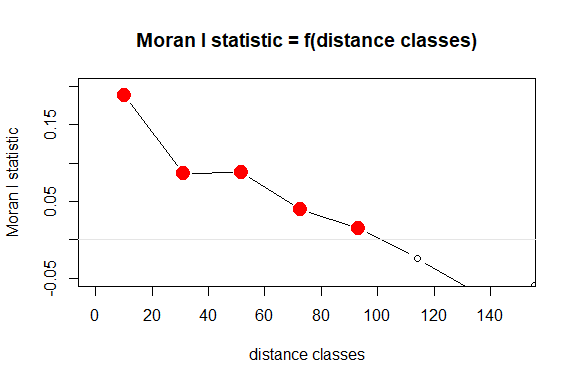 Moran I statistic = f(distance classes)
Moran I statistic
0.15
0.05
-0.05
0 20 40 60 80 100 120 140
distance classes